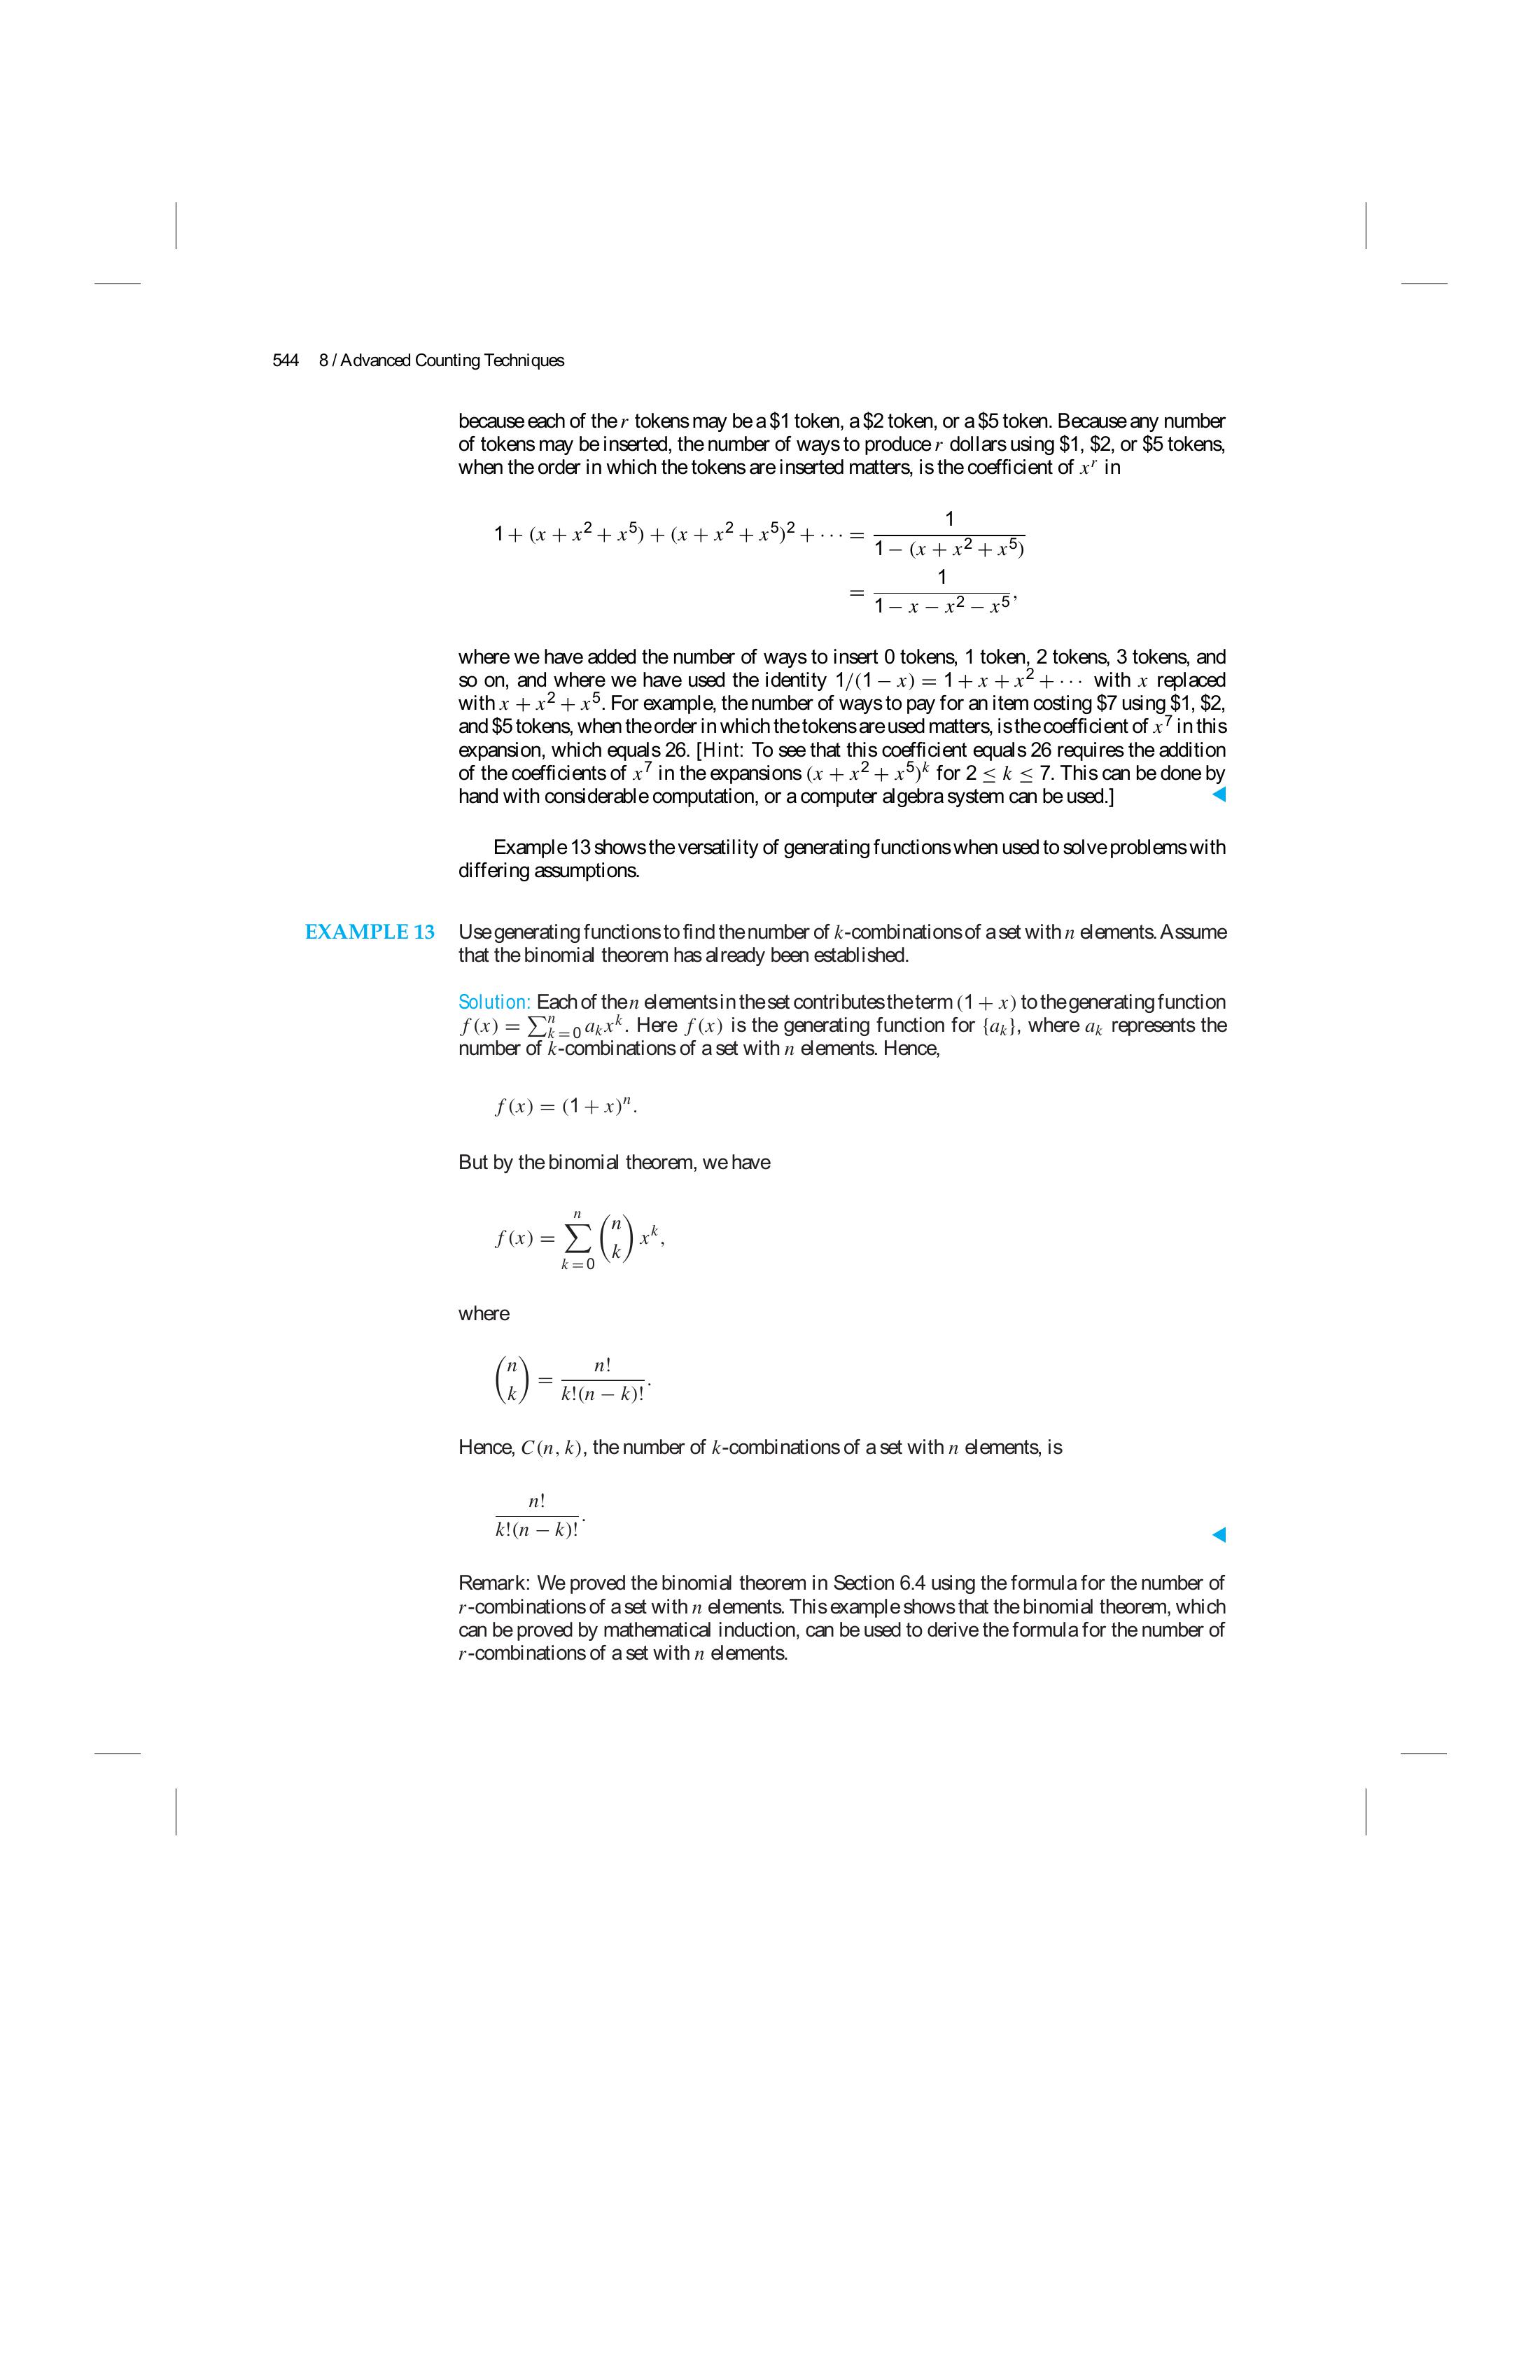 544 8 / Advanced Counting Techniques
because each of the r tokens may be a $1 token, a $2 token, or a $5 token. Because any number
of tokens may be inserted, the number of ways to produce r dollars using $1, $2, or $5 tokens,
when the order in which the tokens are inserted matters, is the coefficient of x^r in
1 + (x + x^2 + x^5) + (x + x^2 + x^5)^2 + · · · = 1 / (1 − (x + x^2 + x^5))
= 1 / (1 − x − x^2 − x^5),
where we have added the number of ways to insert 0 tokens, 1 token, 2 tokens, 3 tokens, and
so on, and where we have used the identity 1/(1 − x) = 1 + x + x^2 + · · · with x replaced
with x + x^2 + x^5. For example, the number of ways to pay for an item costing $7 using $1, $2,
and $5 tokens, when the order in which the tokens are used matters, is the coefficient of x^7 in this
expansion, which equals 26. [Hint: To see that this coefficient equals 26 requires the addition
of the coefficients of x^7 in the expansions (x + x^2 + x^5)^k for 2 ≤ k ≤ 7. This can be done by
hand with considerable computation, or a computer algebra system can be used.] ◀
Example 13 shows the versatility of generating functions when used to solve problems with
differing assumptions.
EXAMPLE 13 Use generating functions to find the number of k-combinations of a set with n elements. Assume
that the binomial theorem has already been established.
Solution: Each of the n elements in the set contributes the term (1 + x) to the generating function
f(x) = ∑_{k=0}^{n} a_k x^k. Here f(x) is the generating function for {a_k}, where a_k represents the
number of k-combinations of a set with n elements. Hence,
f(x) = (1 + x)^n.
But by the binomial theorem, we have
f(x) = ∑_{k=0}^{n} (n k) x^k,
where
(n k) = n! / (k!(n − k)!).
Hence, C(n, k), the number of k-combinations of a set with n elements, is
n! / (k!(n − k)!). ◀
Remark: We proved the binomial theorem in Section 6.4 using the formula for the number of
r-combinations of a set with n elements. This example shows that the binomial theorem, which
can be proved by mathematical induction, can be used to derive the formula for the number of
r-combinations of a set with n elements.